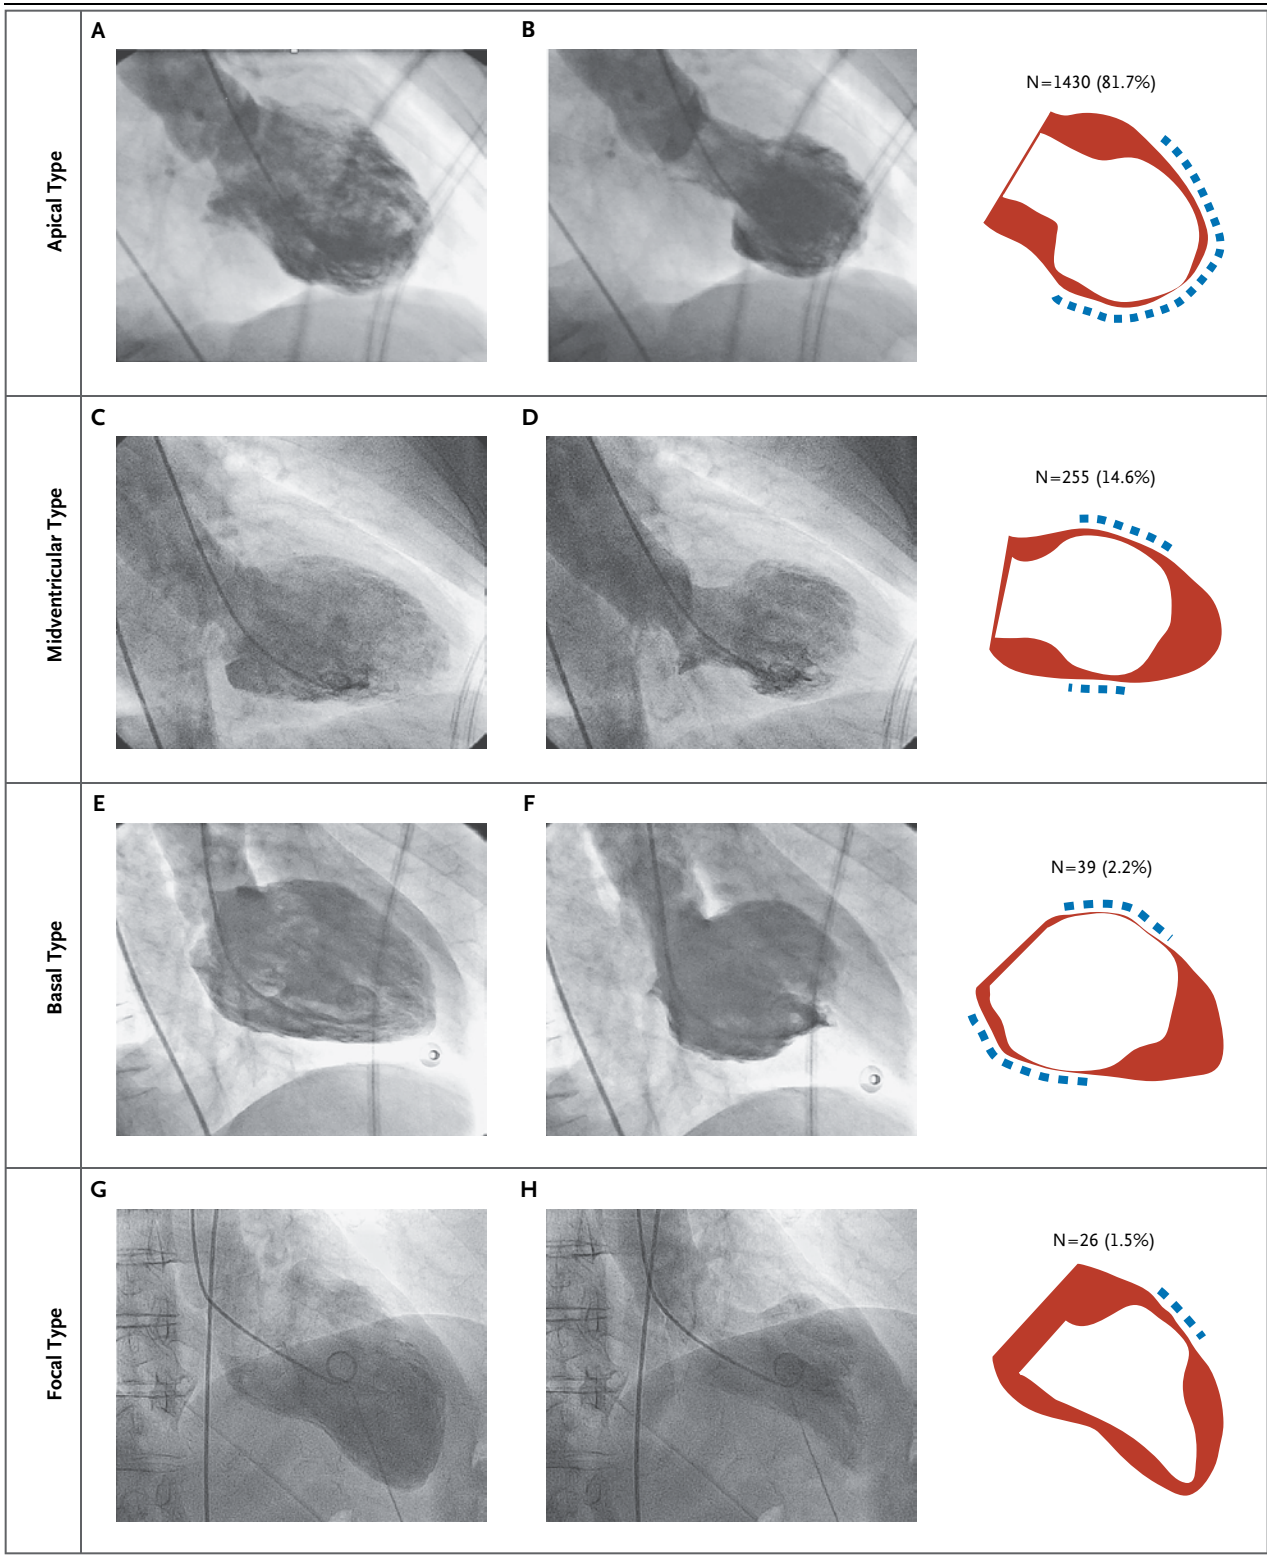 A
B
N=1430 (81.7%)
Apical Type
C
D
N=255 (14.6%)
Midventricular Type
E
F
N=39 (2.2%)
Basal Type
G
H
N=26 (1.5%)
Focal Type